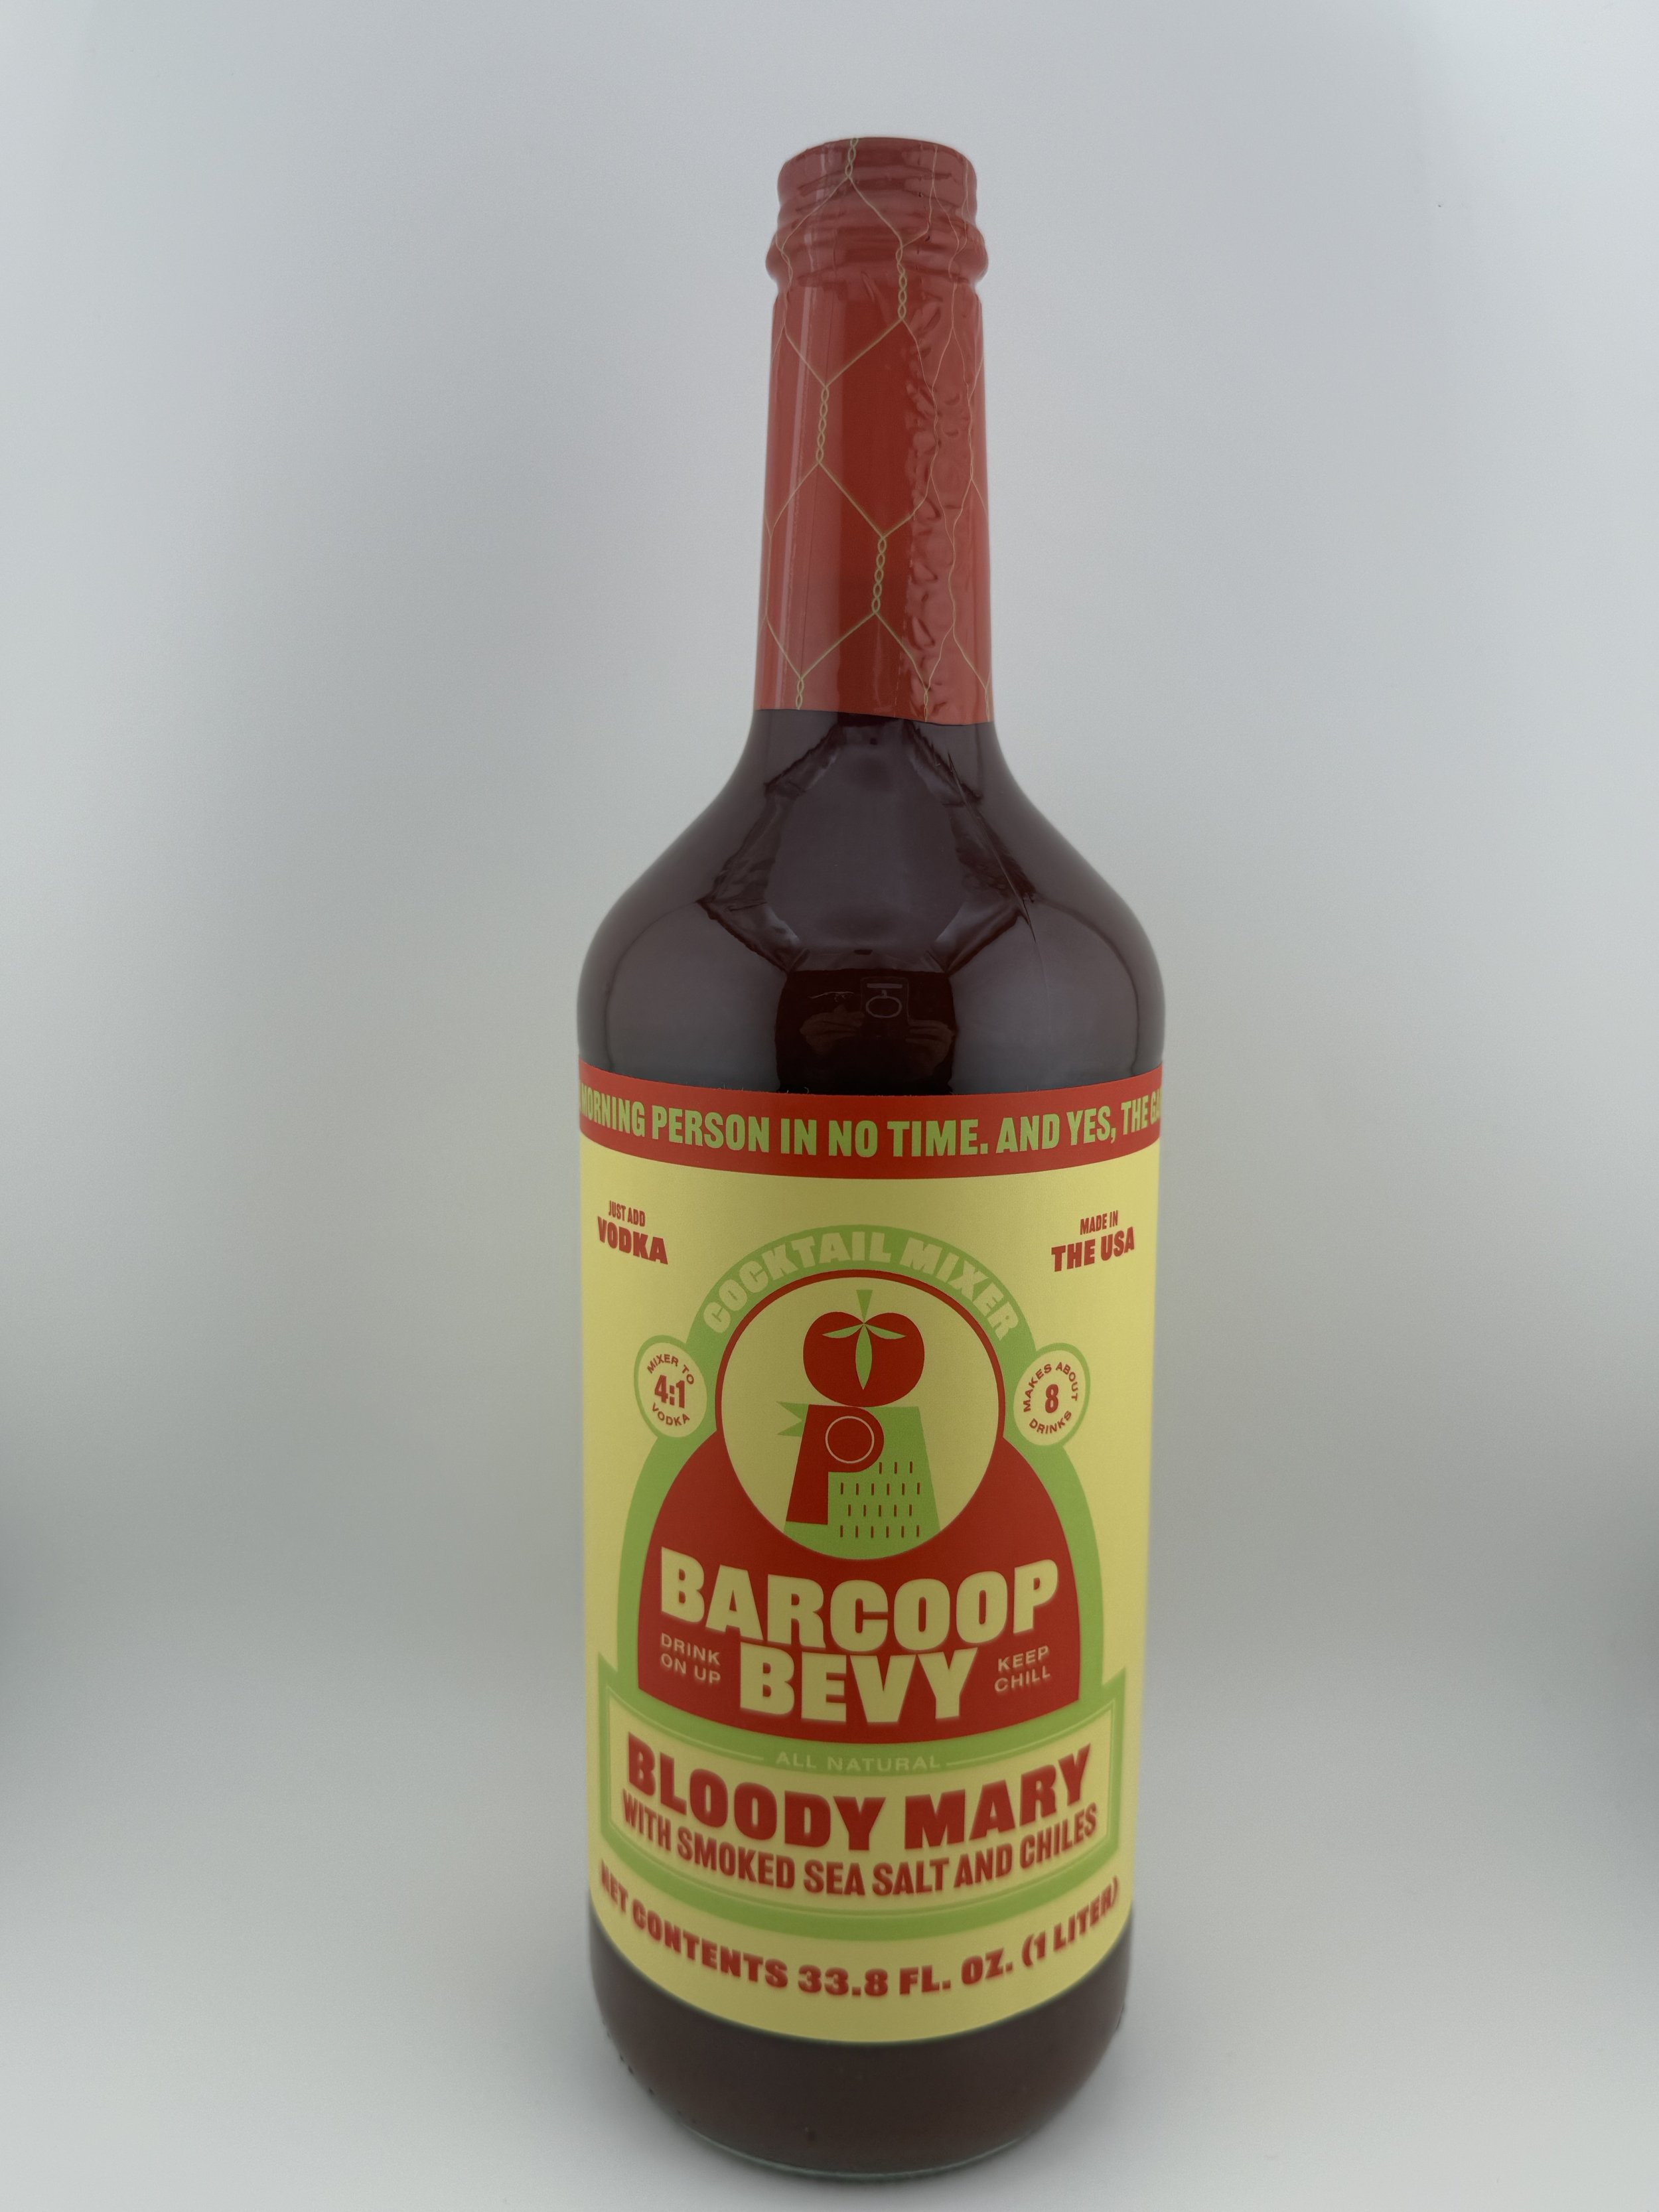 MORNING PERSON IN NO TIME. AND YES, THE
JUST ADD
VODKA
MADE IN
THE USA
COCKTAIL MIXER
MIXER TO
4:1
VODKA
MAKES ABOUT
8
DRINKS
BARCOOP
BEVY
DRINK
ON UP
KEEP
CHILL
ALL NATURAL
BLOODY MARY
WITH SMOKED SEA SALT AND CHILES
NET CONTENTS 33.8 FL. OZ. (1 LITER)